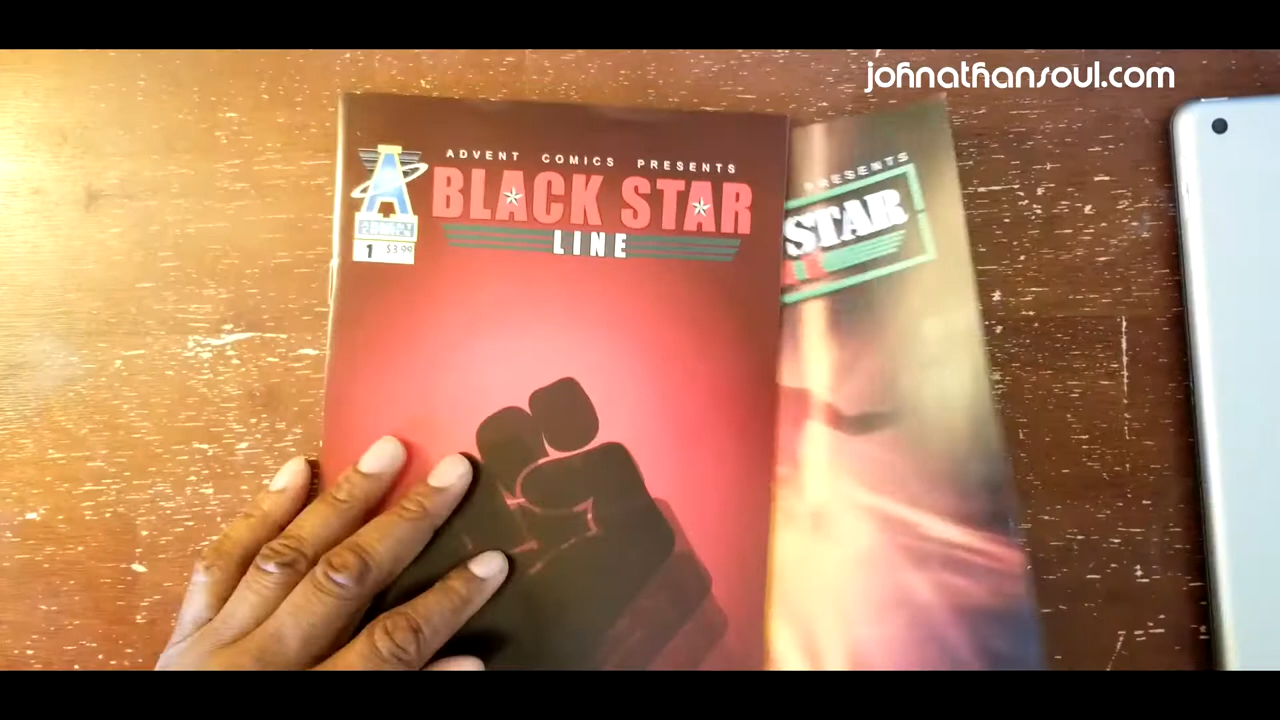 johnathansoul.com
ADVENT COMICS PRESENTS
BLACK STAR
LINE
A
1 $3.99
PRESENTS
STAR